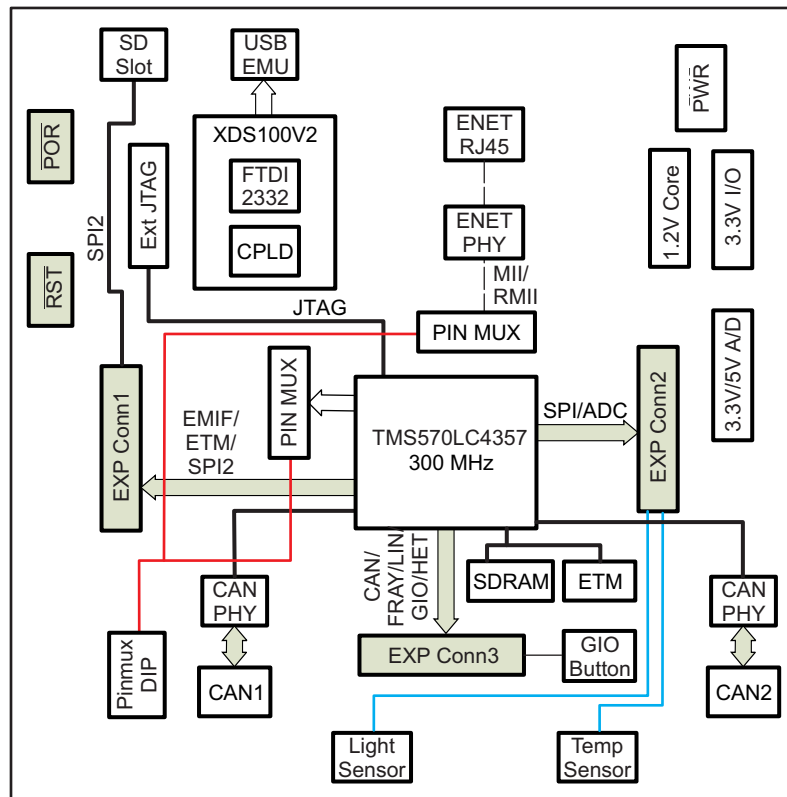 SD
Slot
USB
EMU
PWR
XDS100V2
FTDI
2332
CPLD
ENET
RJ45
ENET
PHY
MII/
RMII
PIN MUX
POR
RST
SPI2
Ext JTAG
JTAG
1.2V Core
3.3V I/O
3.3V/5V A/D
EXP Conn1
EMIF/
ETM/
SPI2
PIN MUX
TMS570LC4357
300 MHz
SPI/ADC
EXP Conn2
CAN/
FRAY/LIN/
GIO/HET
SDRAM
ETM
CAN
PHY
CAN
PHY
Pinmux
DIP
CAN1
EXP Conn3
GIO
Button
CAN2
Light
Sensor
Temp
Sensor